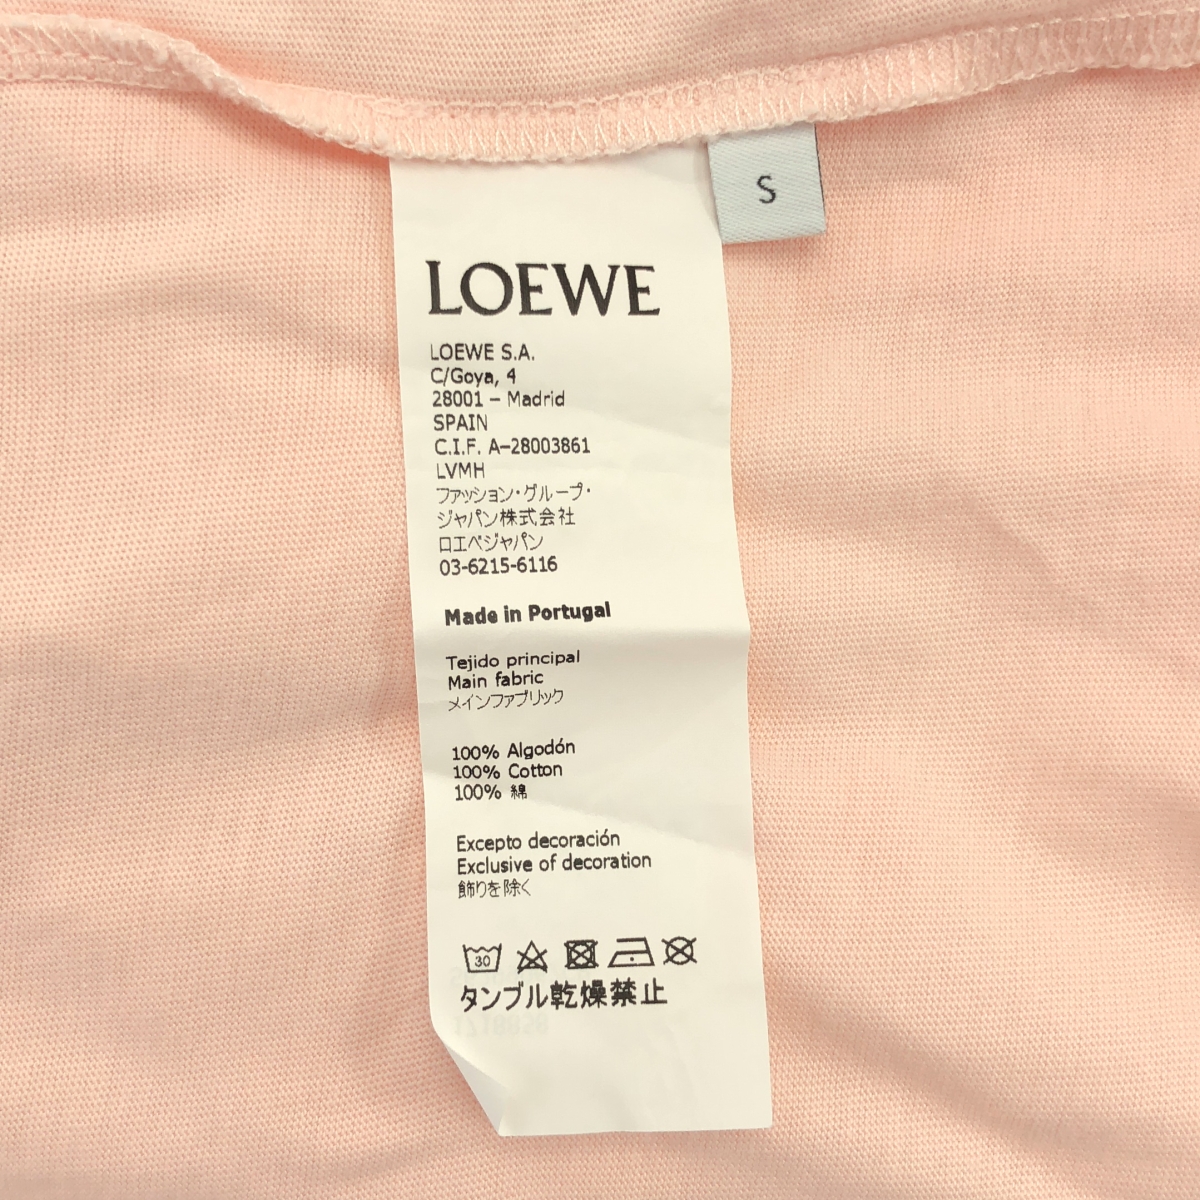 S
LOEWE
LOEWE S.A.
C/Goya, 4
28001 – Madrid
SPAIN
C.I.F. A-28003861
LVMH
ファッション・グループ・
ジャパン株式会社
ロエベジャパン
03-6215-6116
Made in Portugal
Tejido principal
Main fabric
メインファブリック
100% Algodón
100% Cotton
100% 綿
Excepto decoración
Exclusive of decoration
飾りを除く
30
タンブル乾燥禁止